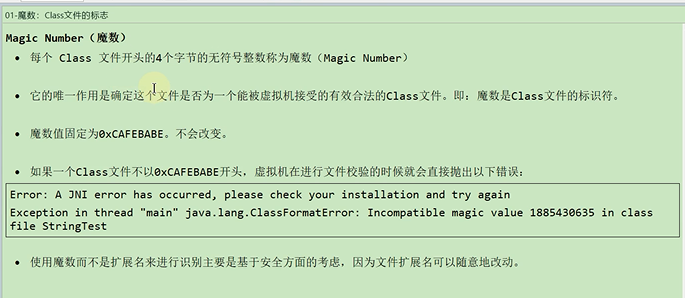 01-魔数：Class文件的标志
Magic Number（魔数）
• 每个 Class 文件开头的4个字节的无符号整数称为魔数（Magic Number）
• 它的唯一作用是确定这个文件是否为一个能被虚拟机接受的有效合法的Class文件。即：魔数是Class文件的标识符。
• 魔数值固定为0xCAFEBABE。不会改变。
• 如果一个Class文件不以0xCAFEBABE开头，虚拟机在进行文件校验的时候就会直接抛出以下错误：
Error: A JNI error has occurred, please check your installation and try again
Exception in thread "main" java.lang.ClassFormatError: Incompatible magic value 1885430635 in class
file StringTest
• 使用魔数而不是扩展名来进行识别主要是基于安全方面的考虑，因为文件扩展名可以随意地改动。